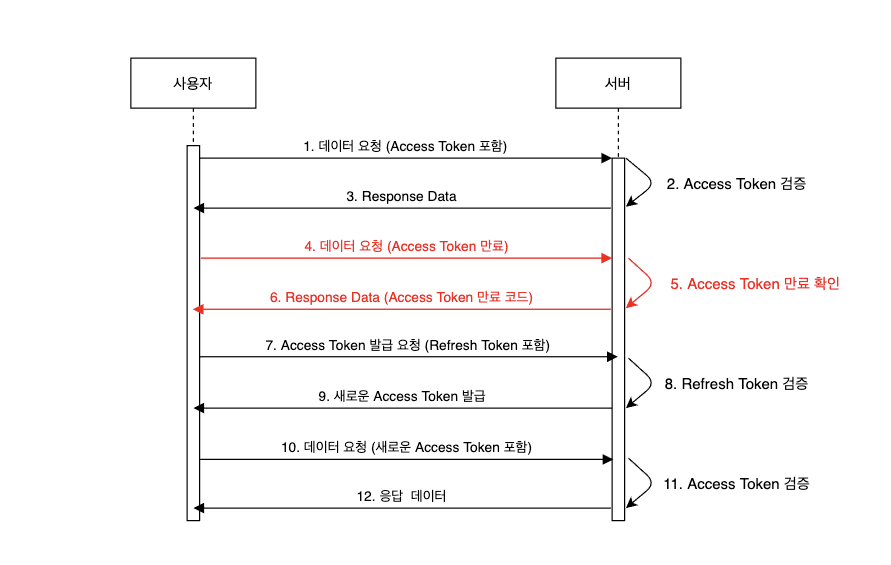 사용자
서버
1. 데이터 요청 (Access Token 포함)
2. Access Token 검증
3. Response Data
4. 데이터 요청 (Access Token 만료)
5. Access Token 만료 확인
6. Response Data (Access Token 만료 코드)
7. Access Token 발급 요청 (Refresh Token 포함)
8. Refresh Token 검증
9. 새로운 Access Token 발급
10. 데이터 요청 (새로운 Access Token 포함)
11. Access Token 검증
12. 응답 데이터